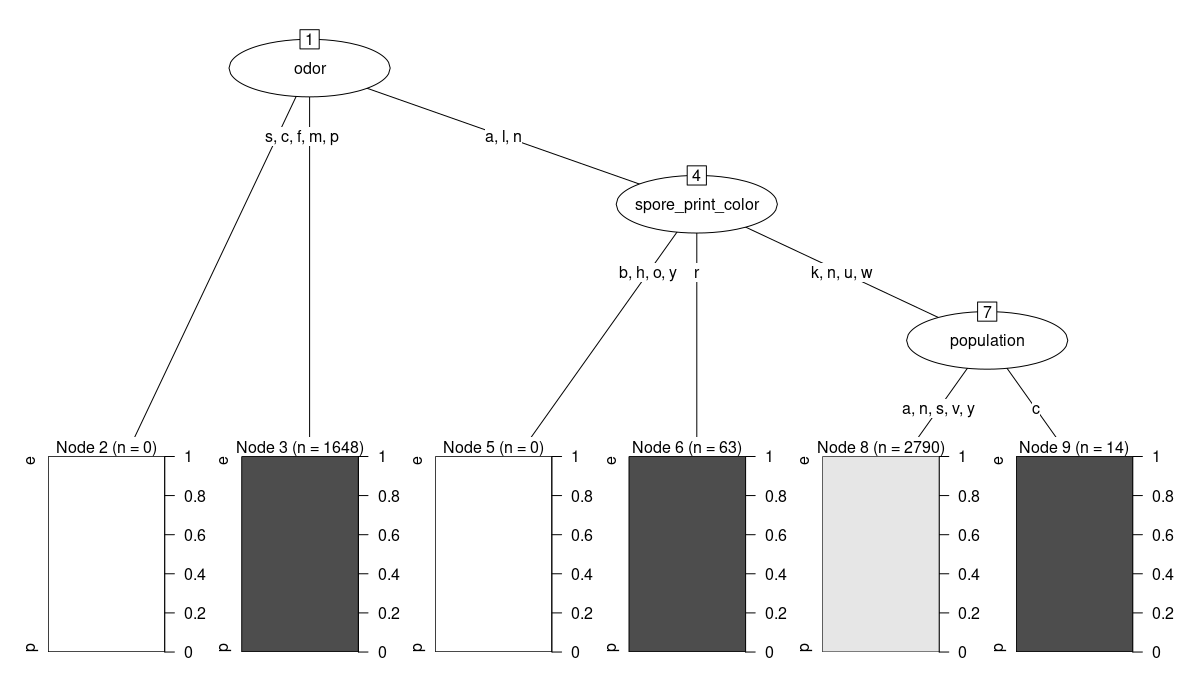 1
odor
s, c, f, m, p
a, l, n
4
spore_print_color
b, h, o, y
r
k, n, u, w
7
population
a, n, s, v, y
c
Node 2 (n = 0)
e
p
1
0.8
0.6
0.4
0.2
0
Node 3 (n = 1648)
e
p
1
0.8
0.6
0.4
0.2
0
Node 5 (n = 0)
e
p
1
0.8
0.6
0.4
0.2
0
Node 6 (n = 63)
e
p
1
0.8
0.6
0.4
0.2
0
Node 8 (n = 2790)
e
p
1
0.8
0.6
0.4
0.2
0
Node 9 (n = 14)
e
p
1
0.8
0.6
0.4
0.2
0